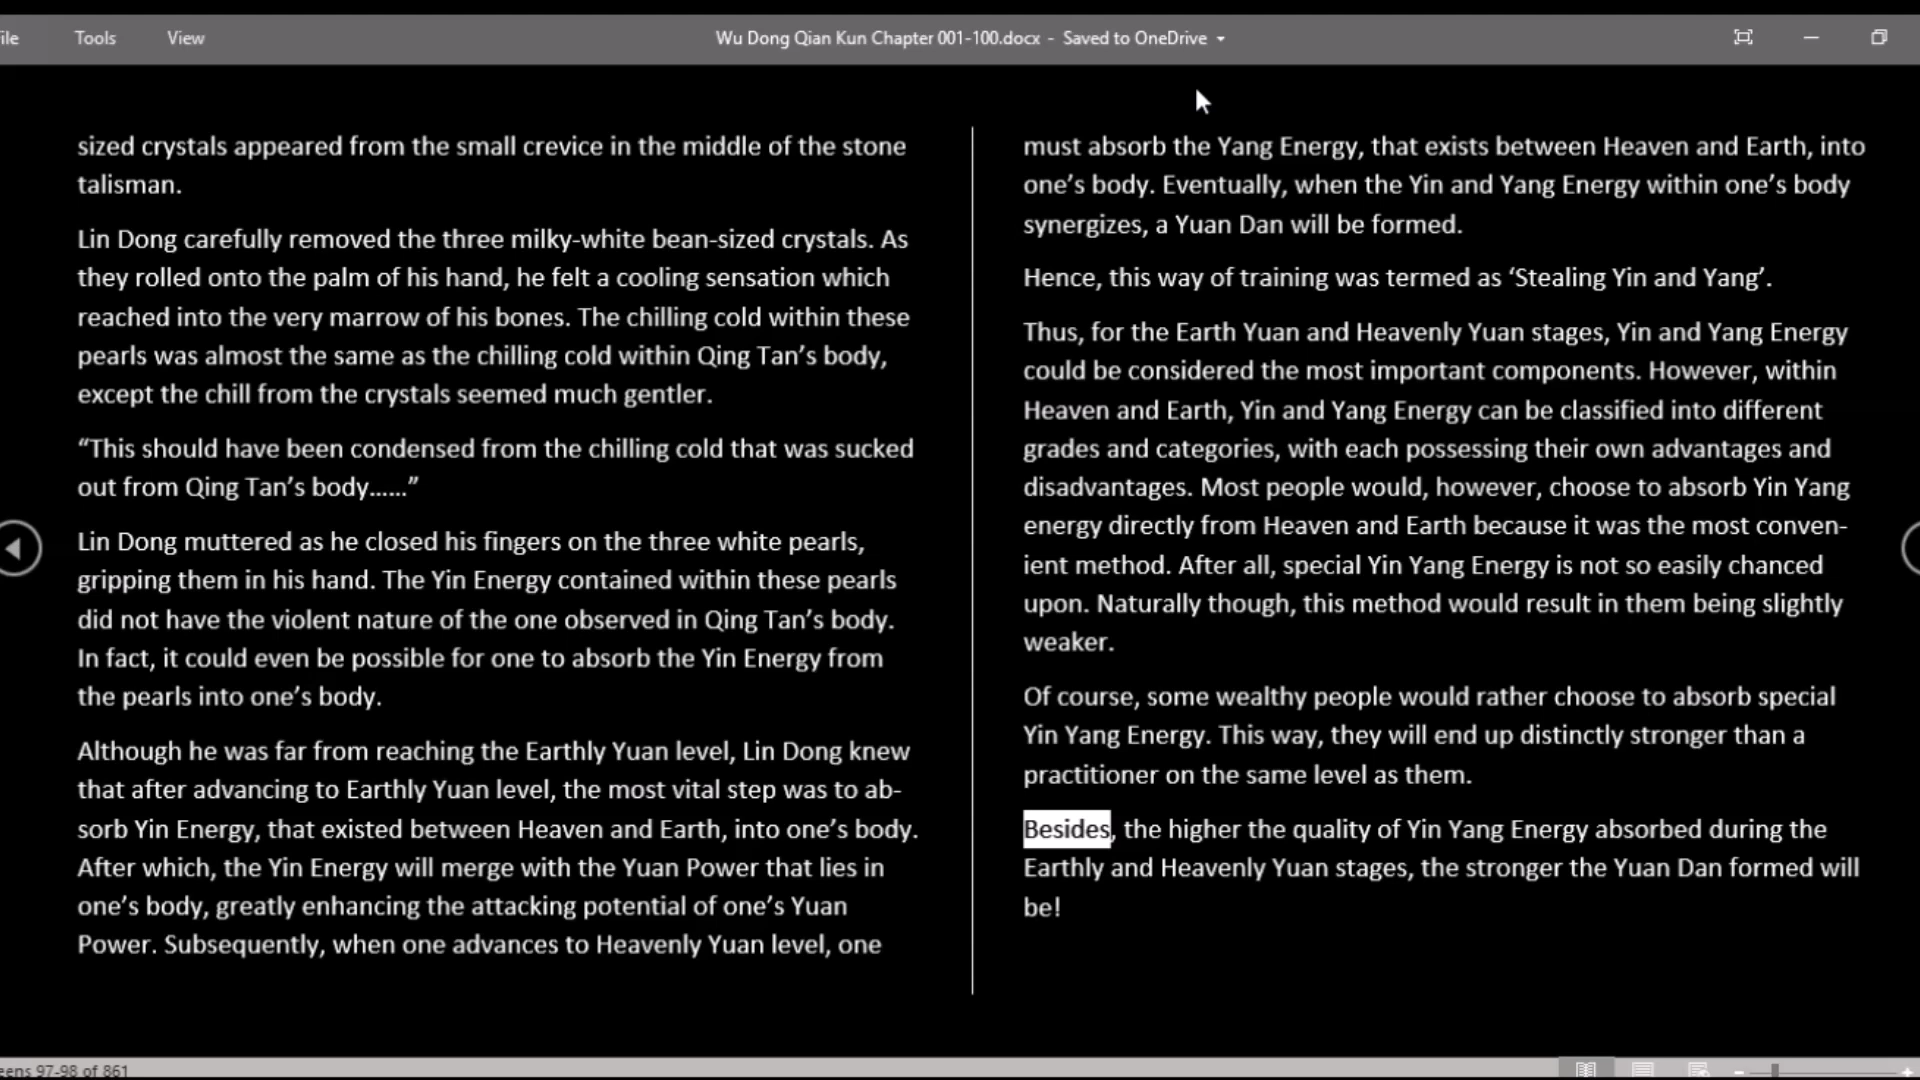 Tools
View
Wu Dong Qian Kun Chapter 001-100.docx - Saved to OneDrive
sized crystals appeared from the small crevice in the middle of the stone
talisman.
Lin Dong carefully removed the three milky-white bean-sized crystals. As
they rolled onto the palm of his hand, he felt a cooling sensation which
reached into the very marrow of his bones. The chilling cold within these
pearls was almost the same as the chilling cold within Qing Tan’s body,
except the chill from the crystals seemed much gentler.
“This should have been condensed from the chilling cold that was sucked
out from Qing Tan’s body......”
Lin Dong muttered as he closed his fingers on the three white pearls,
gripping them in his hand. The Yin Energy contained within these pearls
did not have the violent nature of the one observed in Qing Tan’s body.
In fact, it could even be possible for one to absorb the Yin Energy from
the pearls into one’s body.
Although he was far from reaching the Earthly Yuan level, Lin Dong knew
that after advancing to Earthly Yuan level, the most vital step was to ab-
sorb Yin Energy, that existed between Heaven and Earth, into one’s body.
After which, the Yin Energy will merge with the Yuan Power that lies in
one’s body, greatly enhancing the attacking potential of one’s Yuan
Power. Subsequently, when one advances to Heavenly Yuan level, one
must absorb the Yang Energy, that exists between Heaven and Earth, into
one’s body. Eventually, when the Yin and Yang Energy within one’s body
synergizes, a Yuan Dan will be formed.
Hence, this way of training was termed as ‘Stealing Yin and Yang’.
Thus, for the Earth Yuan and Heavenly Yuan stages, Yin and Yang Energy
could be considered the most important components. However, within
Heaven and Earth, Yin and Yang Energy can be classified into different
grades and categories, with each possessing their own advantages and
disadvantages. Most people would, however, choose to absorb Yin Yang
energy directly from Heaven and Earth because it was the most conven-
ient method. After all, special Yin Yang Energy is not so easily chanced
upon. Naturally though, this method would result in them being slightly
weaker.
Of course, some wealthy people would rather choose to absorb special
Yin Yang Energy. This way, they will end up distinctly stronger than a
practitioner on the same level as them.
Besides, the higher the quality of Yin Yang Energy absorbed during the
Earthly and Heavenly Yuan stages, the stronger the Yuan Dan formed will
be!
97-98 of 861